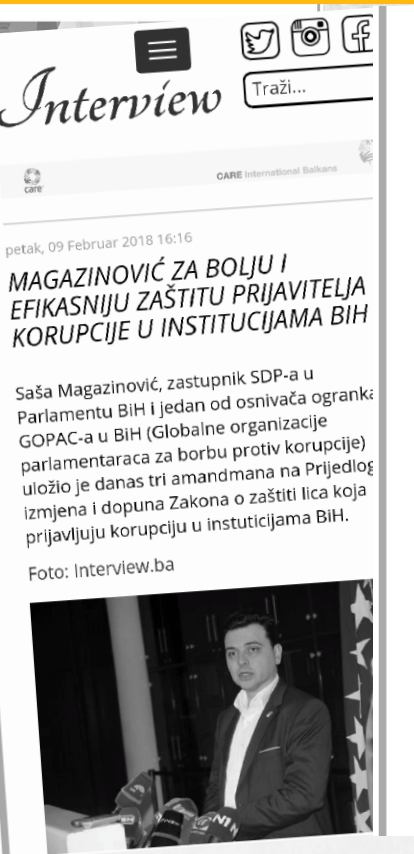 Interview
Traži...
care
CARE International Balkans
petak, 09 Februar 2018 16:16
MAGAZINOVIĆ ZA BOLJU I
EFIKASNIJU ZAŠTITU PRIJAVITELJA
KORUPCIJE U INSTITUCIJAMA BIH
Saša Magazinović, zastupnik SDP-a u
Parlamentu BiH i jedan od osnivača ogranka
GOPAC-a u BiH (Globalne organizacije
parlamentaraca za borbu protiv korupcije)
uložio je danas tri amandmana na Prijedlog
izmjena i dopuna Zakona o zaštiti lica koja
prijavljuju korupciju u instuticijama BiH.
Foto: Interview.ba
N1